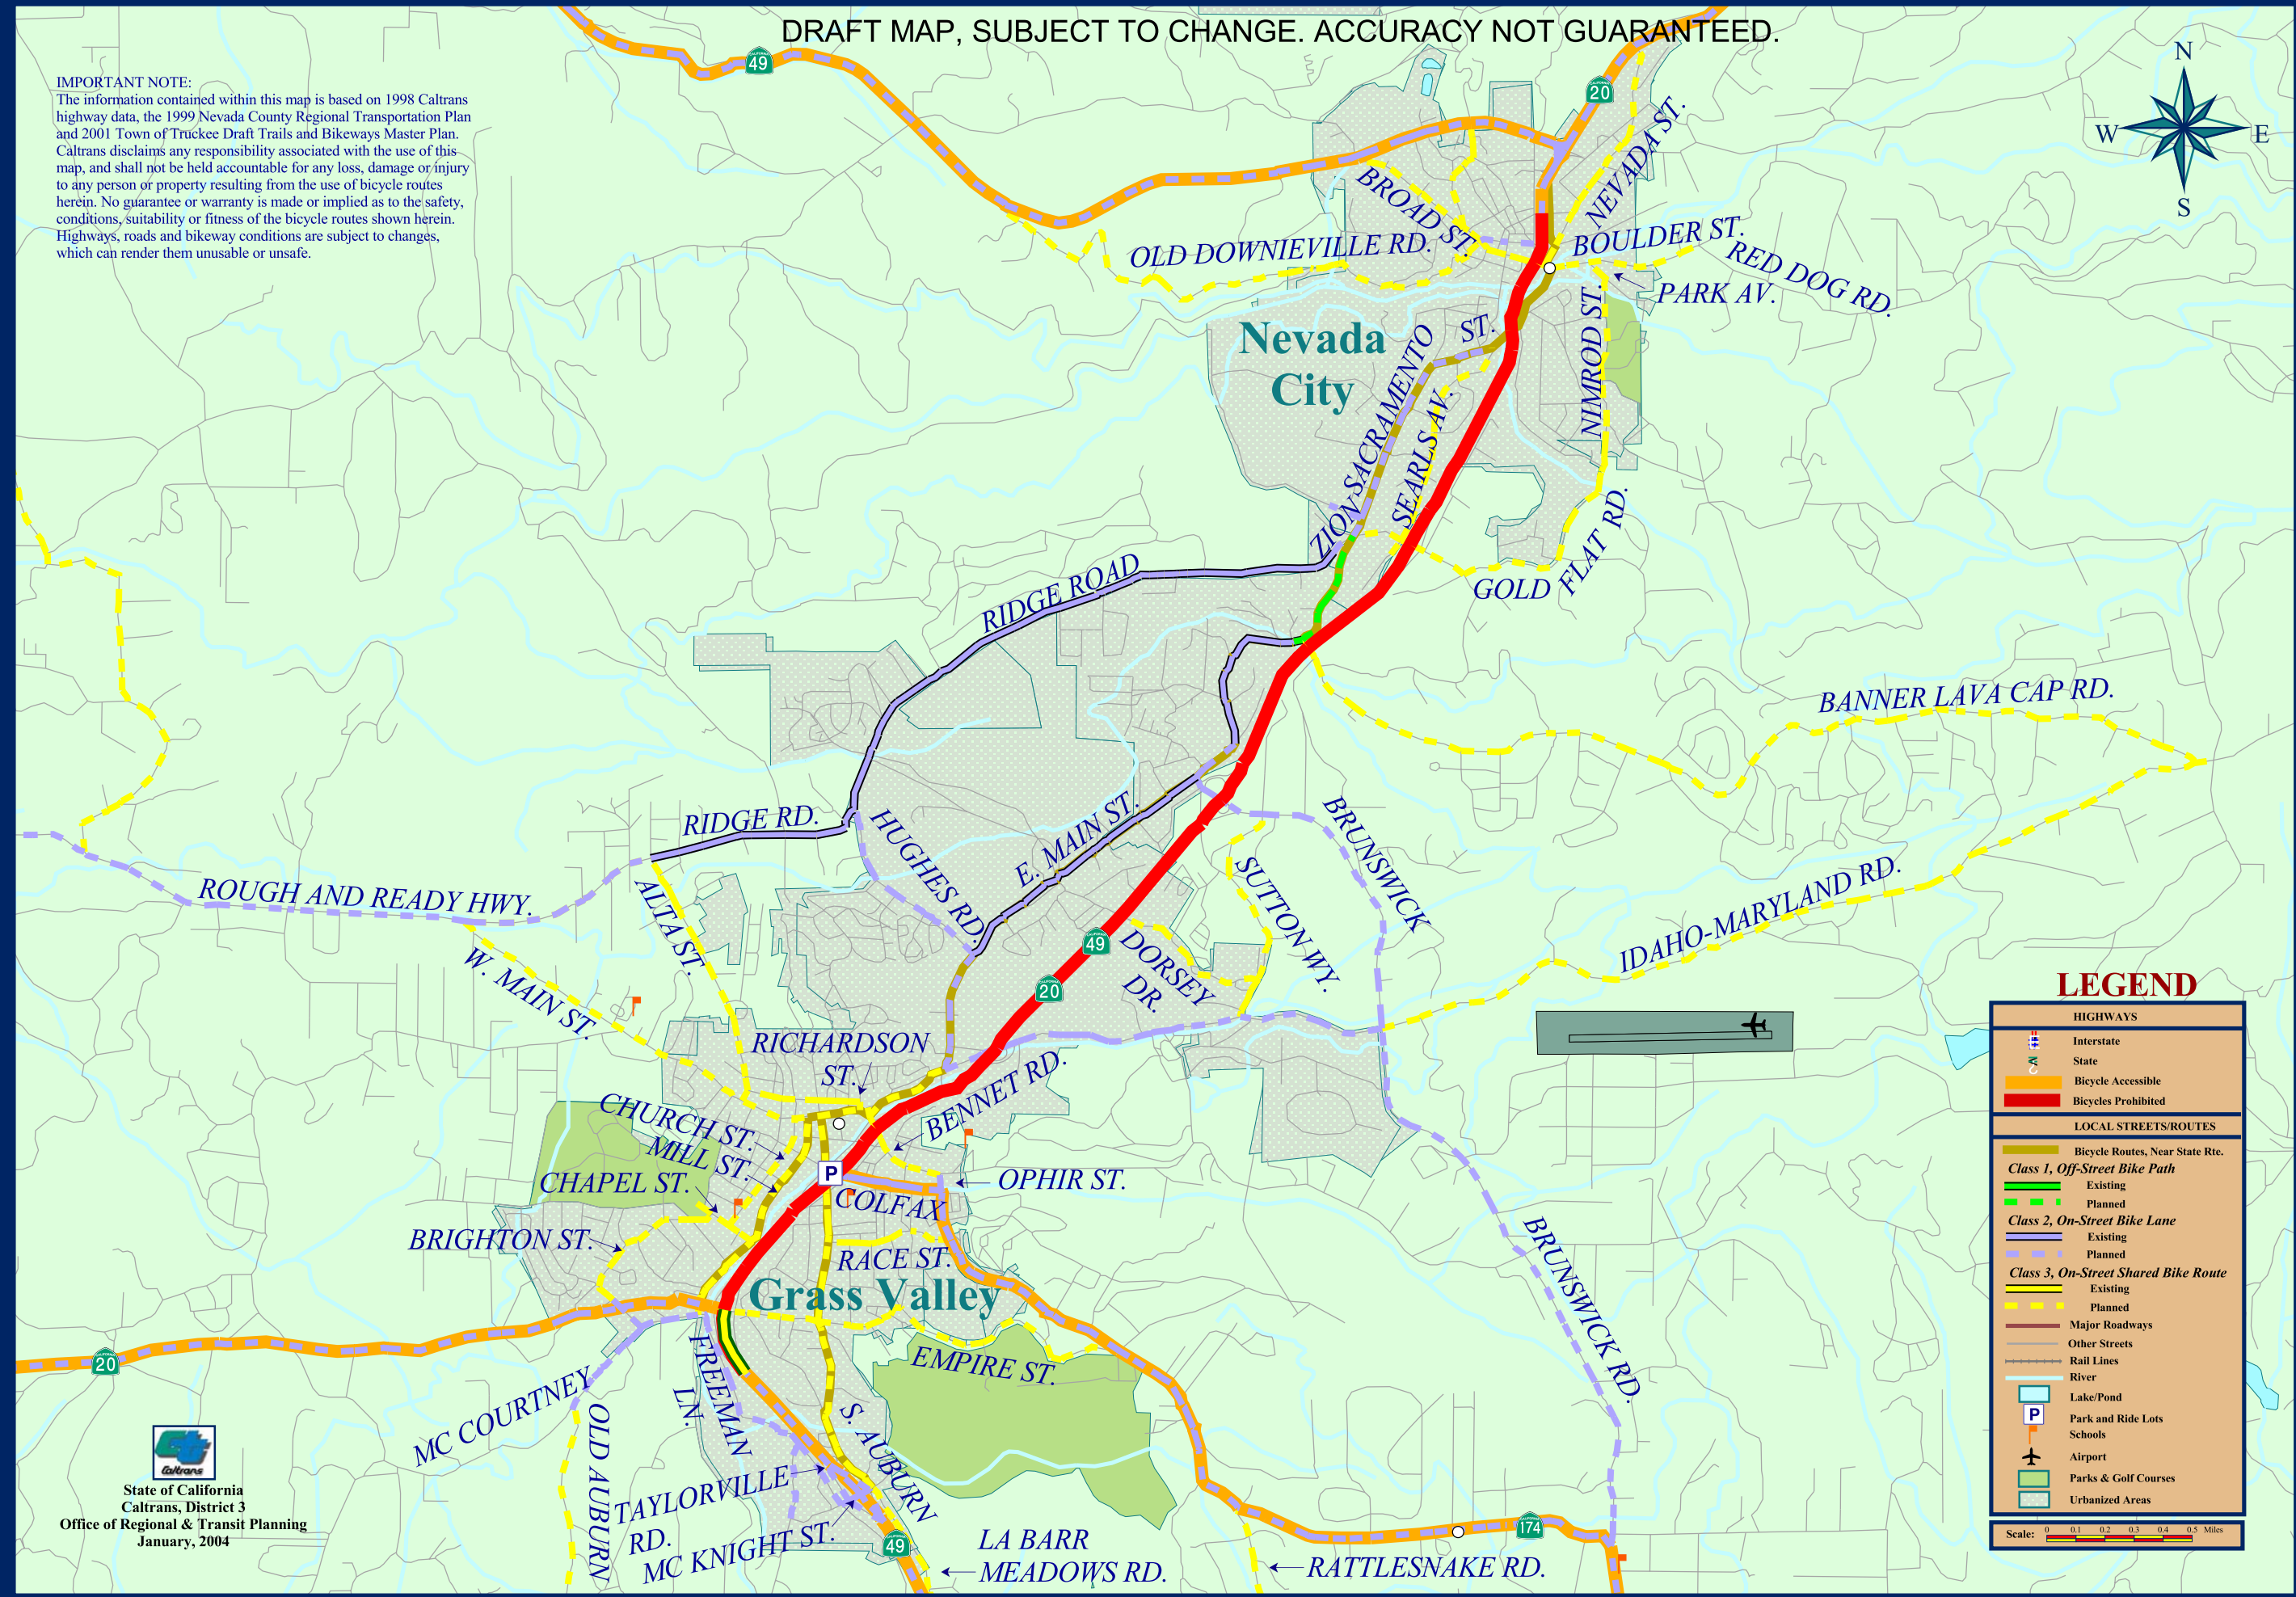 DRAFT MAP, SUBJECT TO CHANGE. ACCURACY NOT GUARANTEED.
IMPORTANT NOTE:
The information contained within this map is based on 1998 Caltrans
highway data, the 1999 Nevada County Regional Transportation Plan
and 2001 Town of Truckee Draft Trails and Bikeways Master Plan.
Caltrans disclaims any responsibility associated with the use of this
map, and shall not be held accountable for any loss, damage or injury
to any person or property resulting from the use of bicycle routes
herein. No guarantee or warranty is made or implied as to the safety,
conditions, suitability or fitness of the bicycle routes shown herein.
Highways, roads and bikeway conditions are subject to changes,
which can render them unusable or unsafe.
49
20
N
W
E
S
NEVADA ST.
BROAD ST.
OLD DOWNIEVILLE RD.
BOULDER ST.
RED DOG RD.
PARK AV.
NIMROD ST.
Nevada
City
SACRAMENTO
ST.
SEARLS AV.
ZION
GOLD
FLAT RD.
RIDGE ROAD
BANNER LAVA CAP RD.
RIDGE RD.
HUGHES RD.
E. MAIN ST.
BRUNSWICK
SUTTON WY.
ROUGH AND READY HWY.
ALTA ST.
W. MAIN ST.
49
20
DORSEY
DR.
IDAHO-MARYLAND RD.
RICHARDSON
ST.
BENNET RD.
CHURCH ST.
MILL ST.
CHAPEL ST.
P
COLFAX
OPHIR ST.
BRIGHTON ST.
RACE ST.
Grass Valley
BRUNSWICK RD.
20
FREEMAN
LN.
EMPIRE ST.
MC COURTNEY
OLD AUBURN
S. AUBURN
TAYLORVILLE
RD.
MC KNIGHT ST.
49
LA BARR
MEADOWS RD.
174
RATTLESNAKE RD.
Caltrans
State of California
Caltrans, District 3
Office of Regional & Transit Planning
January, 2004
LEGEND
HIGHWAYS
Interstate
State
Bicycle Accessible
Bicycles Prohibited
LOCAL STREETS/ROUTES
Bicycle Routes, Near State Rte.
Class 1, Off-Street Bike Path
Existing
Planned
Class 2, On-Street Bike Lane
Existing
Planned
Class 3, On-Street Shared Bike Route
Existing
Planned
Major Roadways
Other Streets
Rail Lines
River
Lake/Pond
P Park and Ride Lots
Schools
Airport
Parks & Golf Courses
Urbanized Areas
Scale: 0 0.1 0.2 0.3 0.4 0.5 Miles